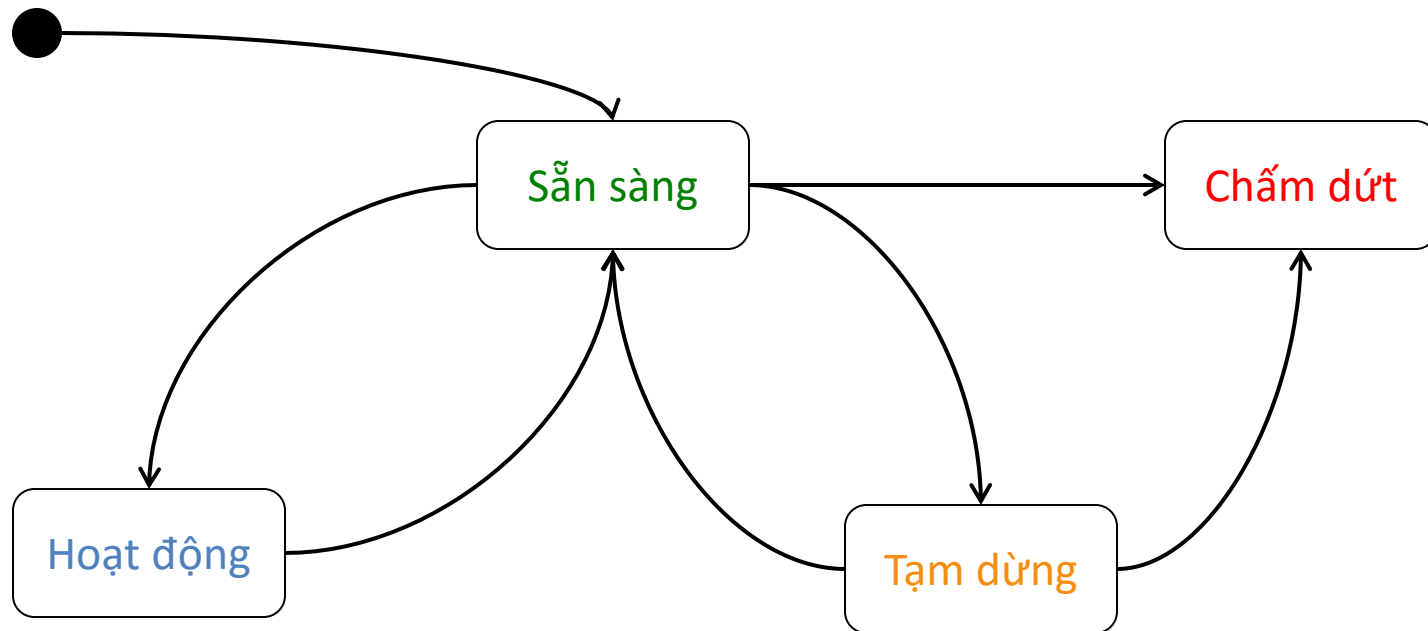 Sẵn sàng
Chấm dứt
Hoạt động
Tạm dừng